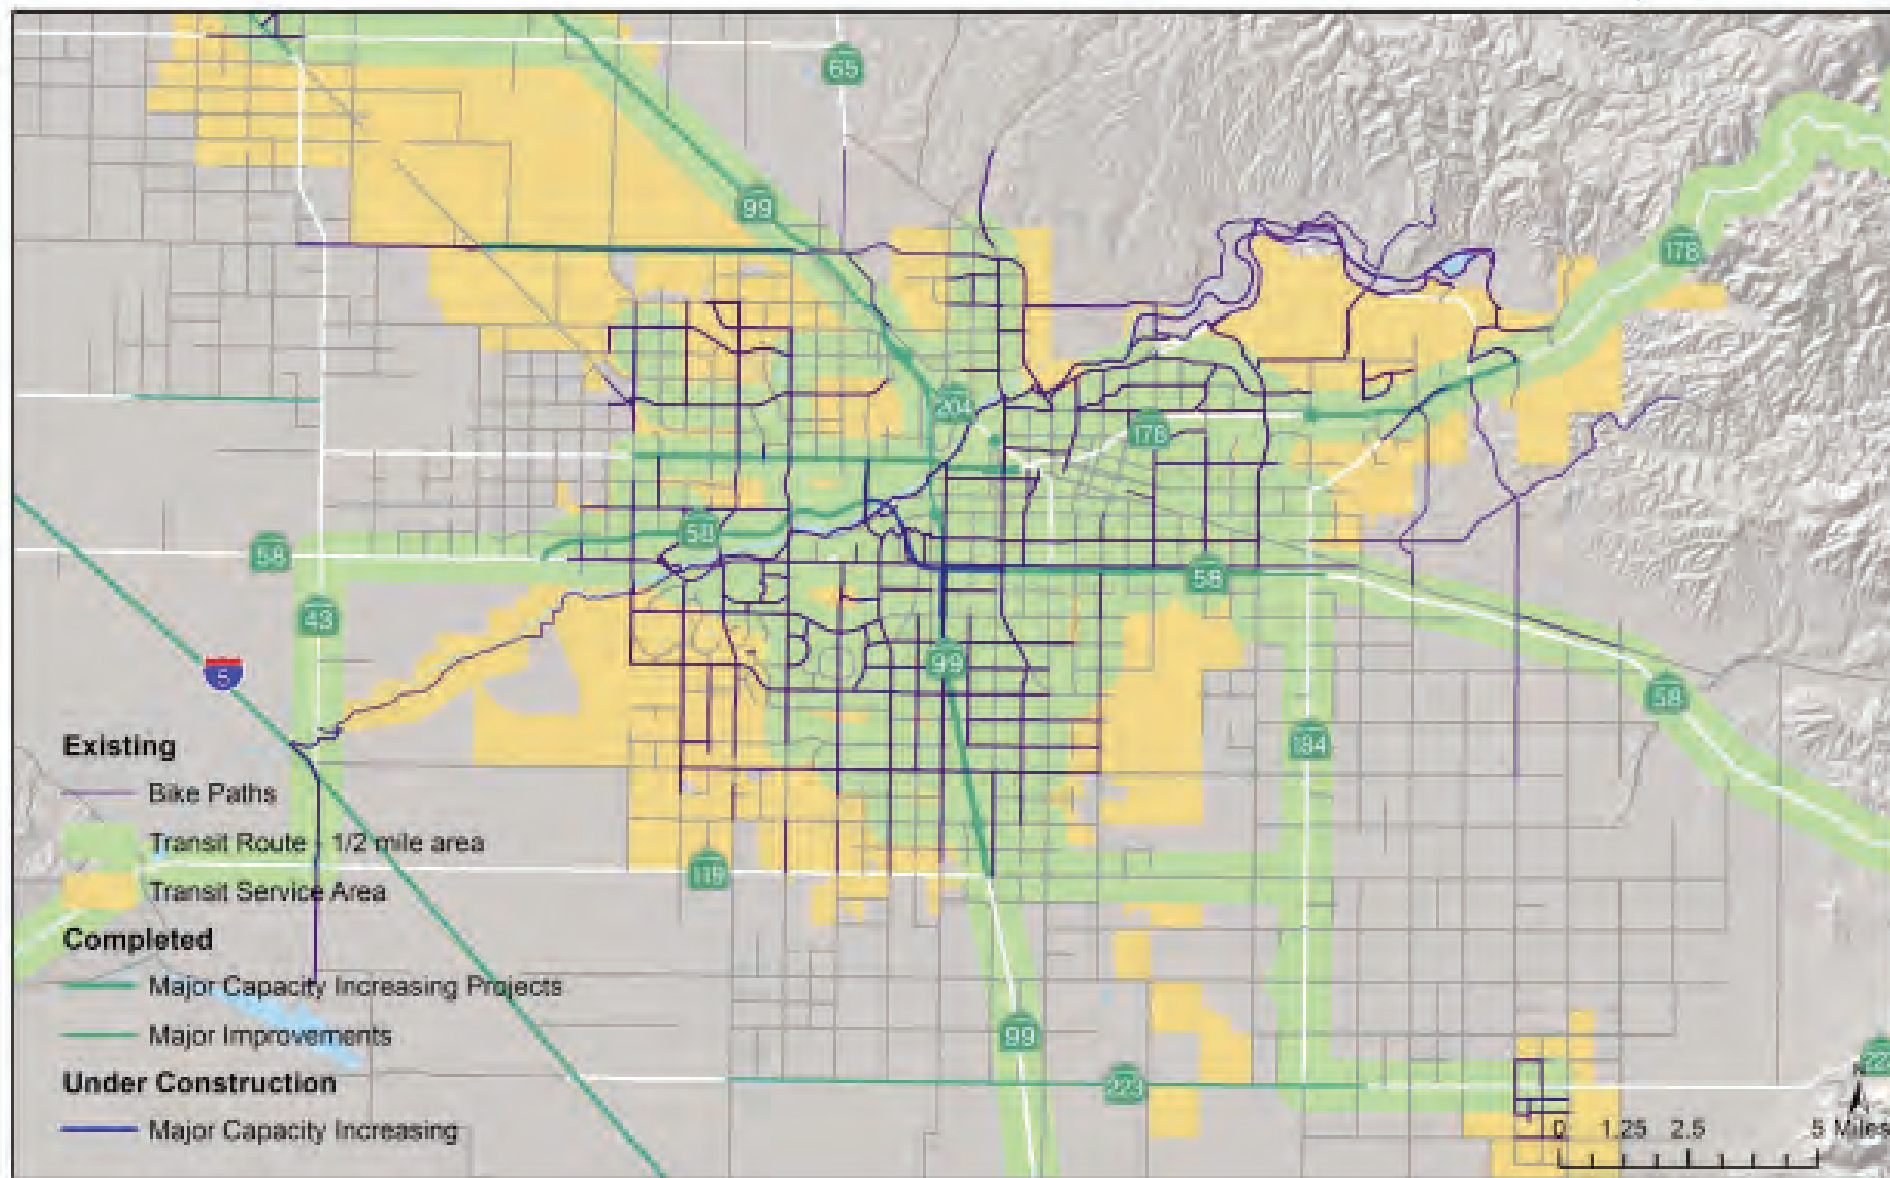 65
99
178
204
178
58
58
58
43
5
99
58
184
119
99
223
Existing
Bike Paths
Transit Route - 1/2 mile area
Transit Service Area
Completed
Major Capacity Increasing Projects
Major Improvements
Under Construction
Major Capacity Increasing
N
0 1.25 2.5 5 Miles